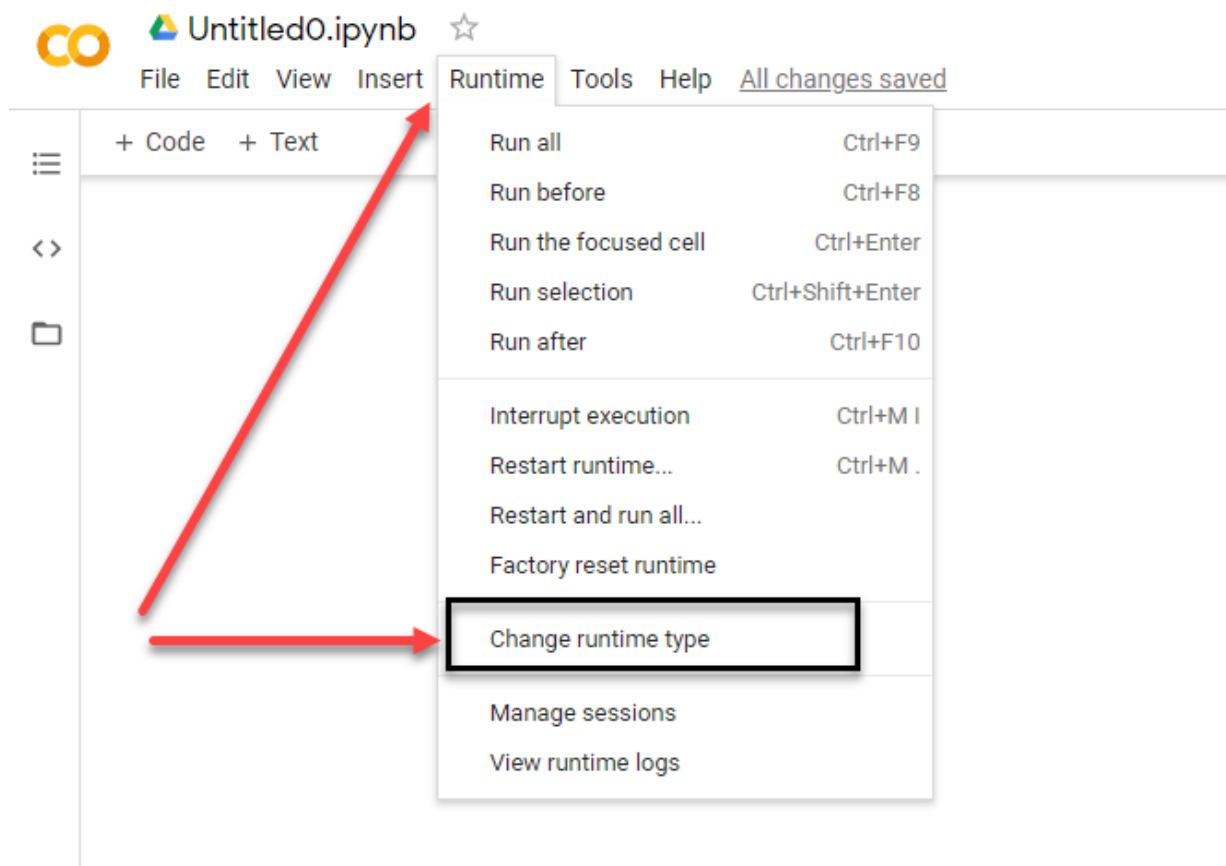 Untitled0.ipynb
File Edit View Insert Runtime Tools Help All changes saved
+ Code + Text
Run all Ctrl+F9
Run before Ctrl+F8
Run the focused cell Ctrl+Enter
Run selection Ctrl+Shift+Enter
Run after Ctrl+F10
Interrupt execution Ctrl+M I
Restart runtime... Ctrl+M .
Restart and run all...
Factory reset runtime
Change runtime type
Manage sessions
View runtime logs